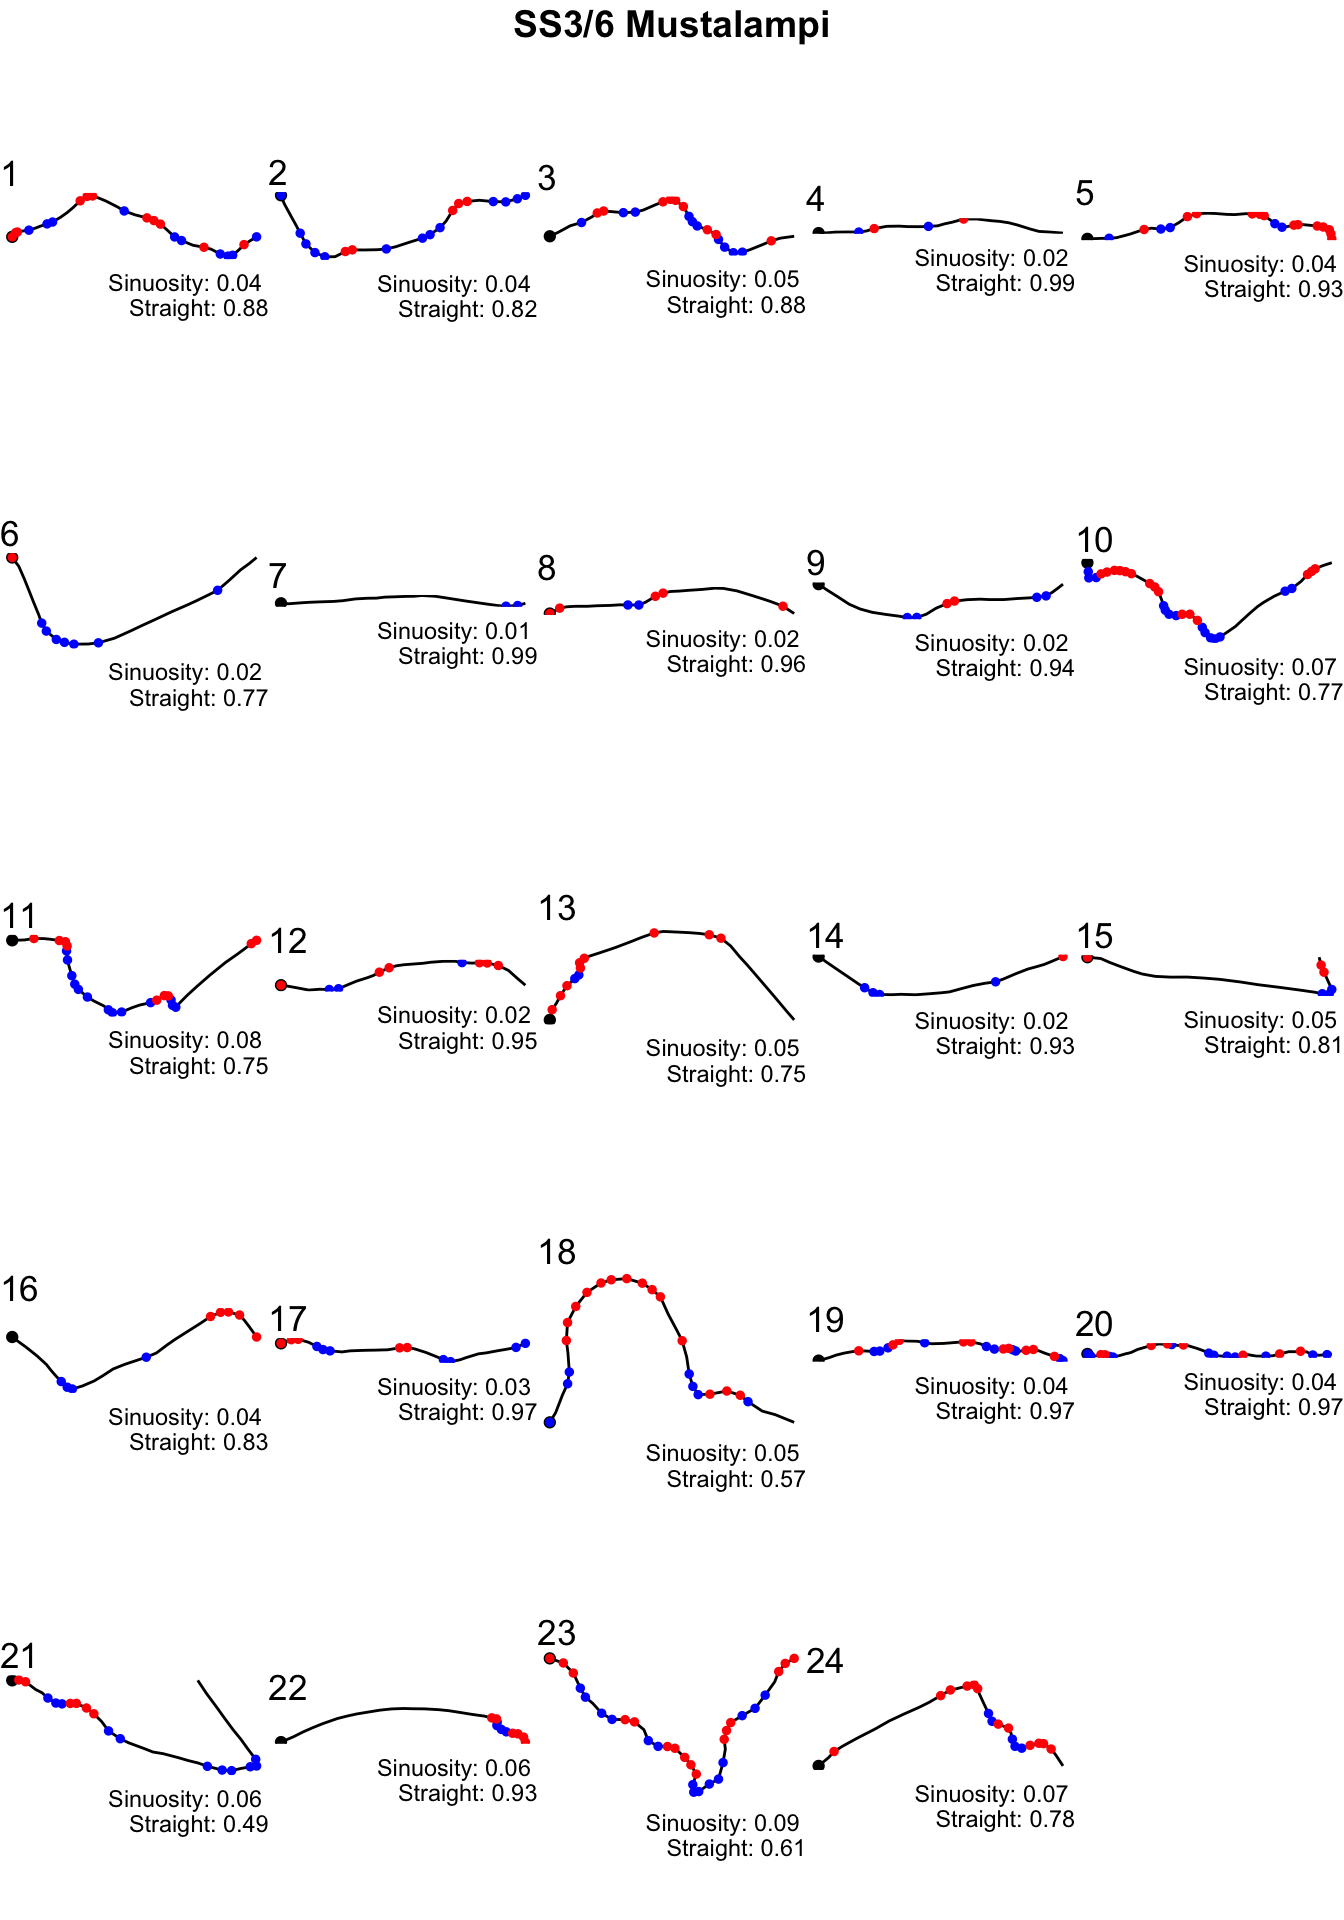 SS3/6 Mustalampi
1
Sinuosity: 0.04
Straight: 0.88
2
Sinuosity: 0.04
Straight: 0.82
3
Sinuosity: 0.05
Straight: 0.88
4
Sinuosity: 0.02
Straight: 0.99
5
Sinuosity: 0.04
Straight: 0.93
6
Sinuosity: 0.02
Straight: 0.77
7
Sinuosity: 0.01
Straight: 0.99
8
Sinuosity: 0.02
Straight: 0.96
9
Sinuosity: 0.02
Straight: 0.94
10
Sinuosity: 0.07
Straight: 0.77
11
Sinuosity: 0.08
Straight: 0.75
12
Sinuosity: 0.02
Straight: 0.95
13
Sinuosity: 0.05
Straight: 0.75
14
Sinuosity: 0.02
Straight: 0.93
15
Sinuosity: 0.05
Straight: 0.81
16
Sinuosity: 0.04
Straight: 0.83
17
Sinuosity: 0.03
Straight: 0.97
18
Sinuosity: 0.05
Straight: 0.57
19
Sinuosity: 0.04
Straight: 0.97
20
Sinuosity: 0.04
Straight: 0.97
21
Sinuosity: 0.06
Straight: 0.49
22
Sinuosity: 0.06
Straight: 0.93
23
Sinuosity: 0.09
Straight: 0.61
24
Sinuosity: 0.07
Straight: 0.78